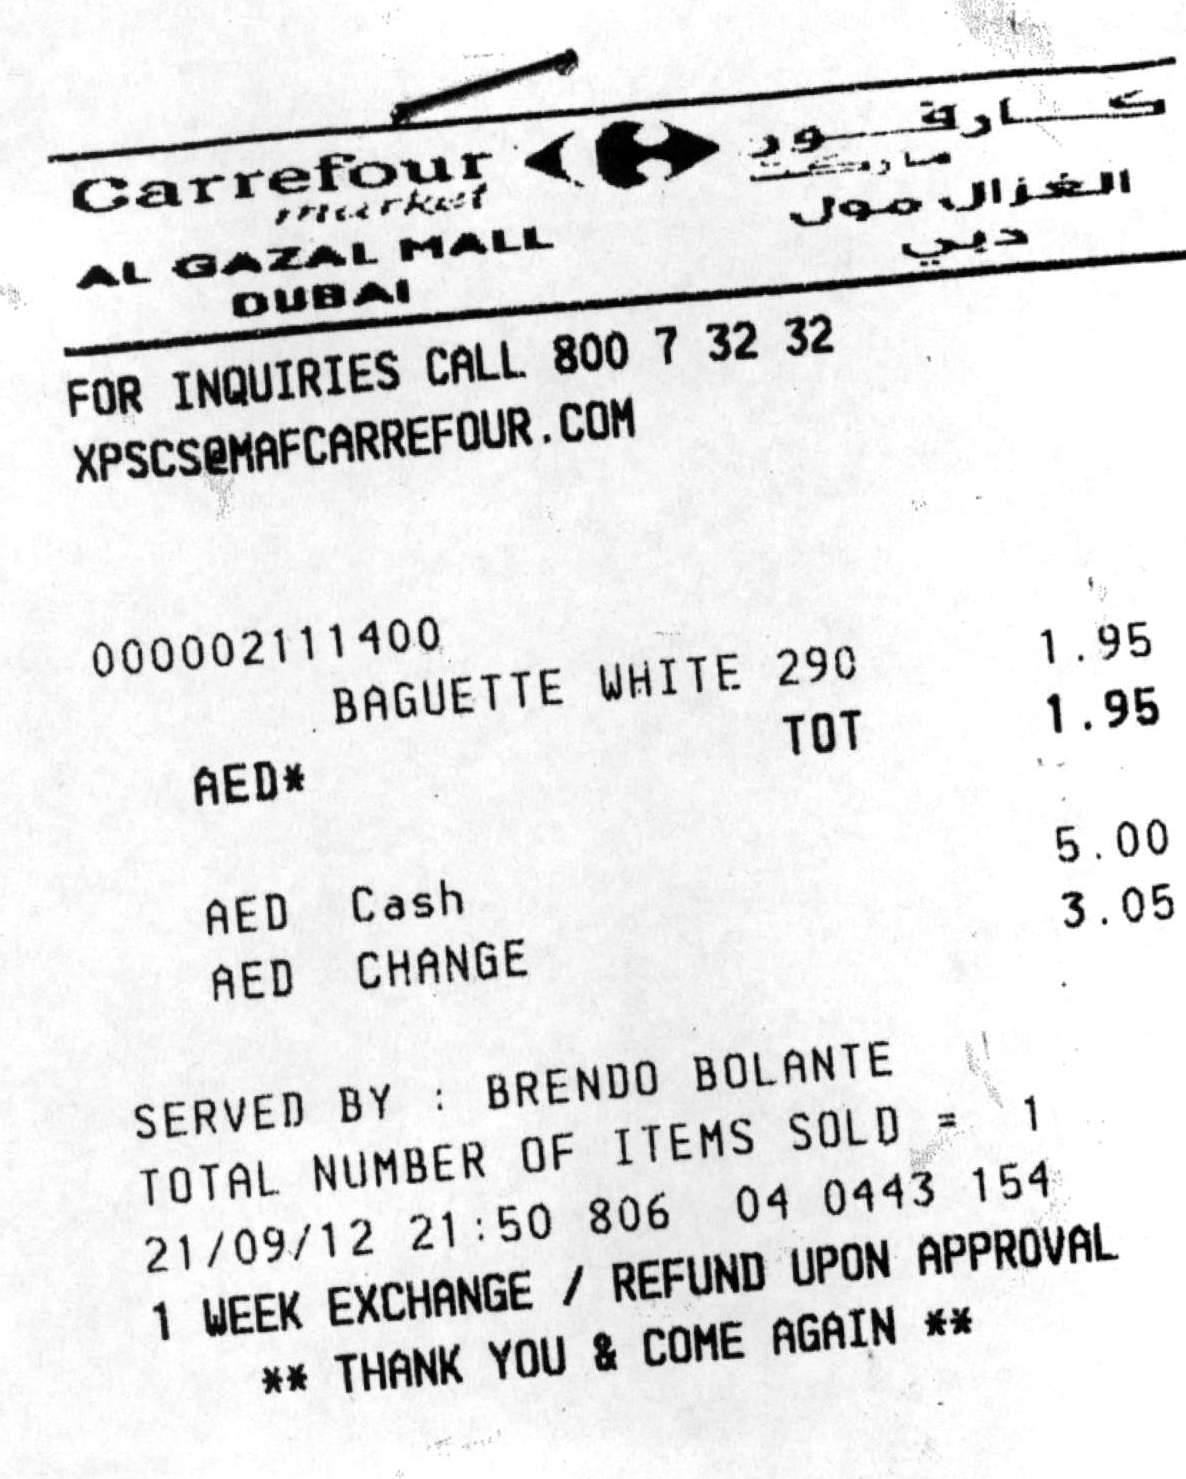 Carrefour
market
AL GAZAL MALL
DUBAI
كارفور
ماركت
الغزال مول
دبي
FOR INQUIRIES CALL 800 7 32 32
XPSCS@MAFCARREFOUR.COM
000002111400
BAGUETTE WHITE 290 1.95
TOT 1.95
AED*
5.00
AED Cash
3.05
AED CHANGE
SERVED BY : BRENDO BOLANTE
TOTAL NUMBER OF ITEMS SOLD = 1
21/09/12 21:50 806 04 0443 154
1 WEEK EXCHANGE / REFUND UPON APPROVAL
** THANK YOU & COME AGAIN **